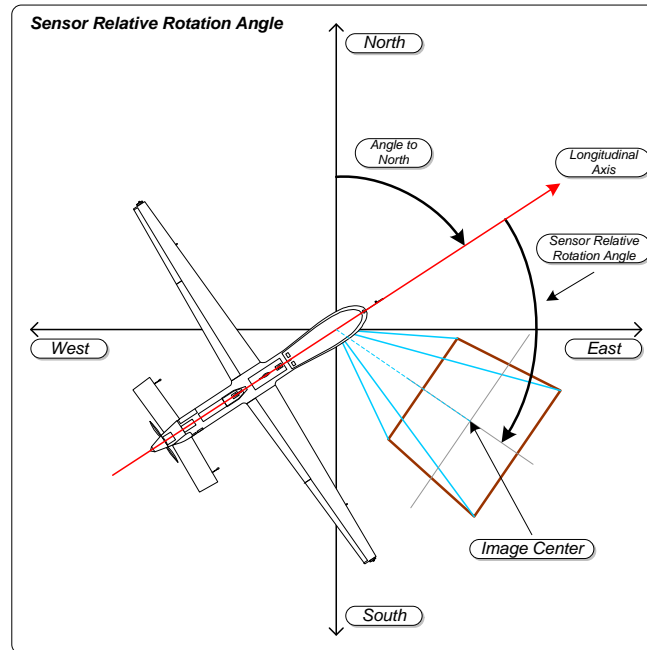 Sensor Relative Rotation Angle
North
Angle to
North
Longitudinal
Axis
Sensor Relative
Rotation Angle
West
East
Image Center
South